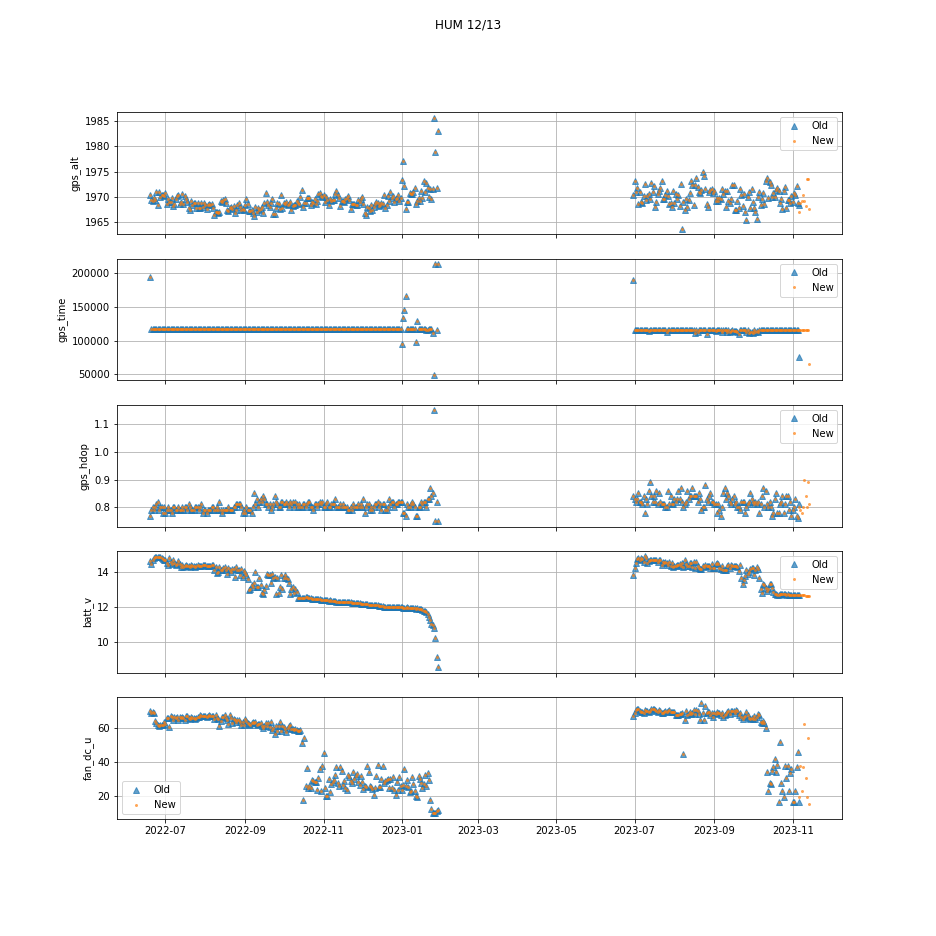 HUM 12/13
1985
1980
1975
1970
1965
gps_alt
Old
New
200000
150000
100000
50000
gps_time
Old
New
1.1
1.0
0.9
0.8
gps_hdop
Old
New
14
12
10
batt_v
Old
New
60
40
20
fan_dc_u
Old
New
2022-07
2022-09
2022-11
2023-01
2023-03
2023-05
2023-07
2023-09
2023-11